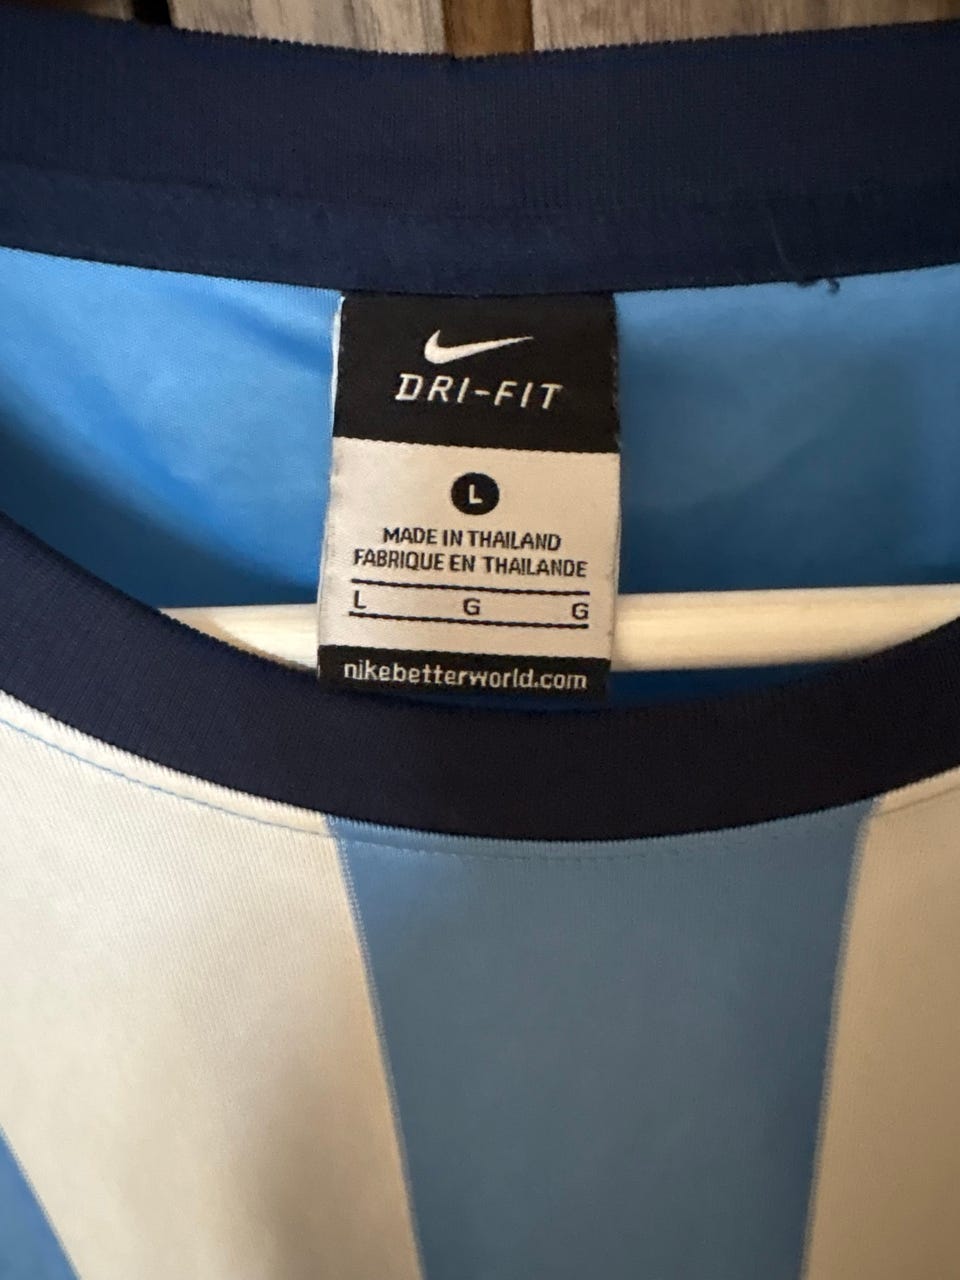 DRI-FIT
L
MADE IN THAILAND
FABRIQUE EN THAILANDE
L G G
nikebetterworld.com